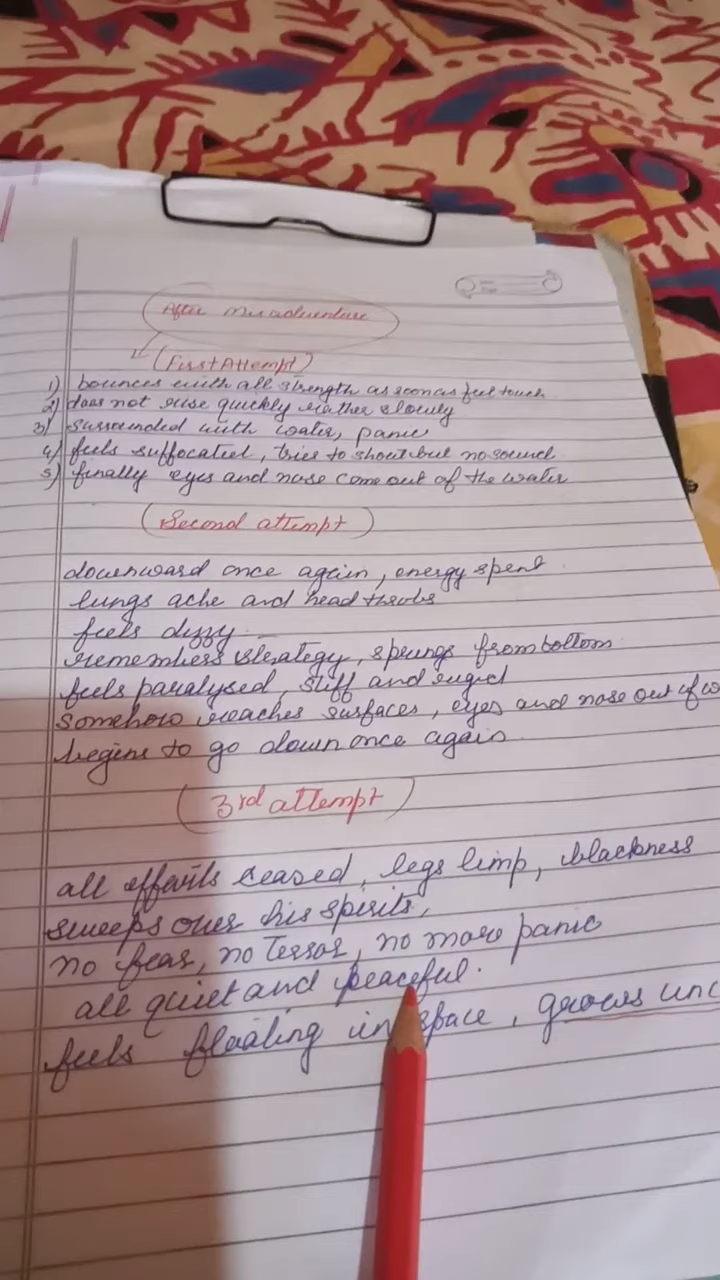 After Misadventure
(First Attempt)
1) bounces with all strength as soon as feet touch
2) does not rise quickly rather slowly
3) surrounded with water, panic
4) feels suffocated, tries to shout but no sound
5) finally eyes and nose come out of the water
(Second attempt)
downward once again, energy spent
lungs ache and head throbs
feels dizzy
remembers strategy, springs from bottom
feels paralysed, stiff and rigid
somehow reaches surfaces, eyes and nose out of w
begins to go down once again
(3rd attempt)
all efforts ceased, legs limp, blackness
sweeps over his spirits,
no fear, no terror, no more panic
all quiet and peaceful.
feels floating in space, grows unc